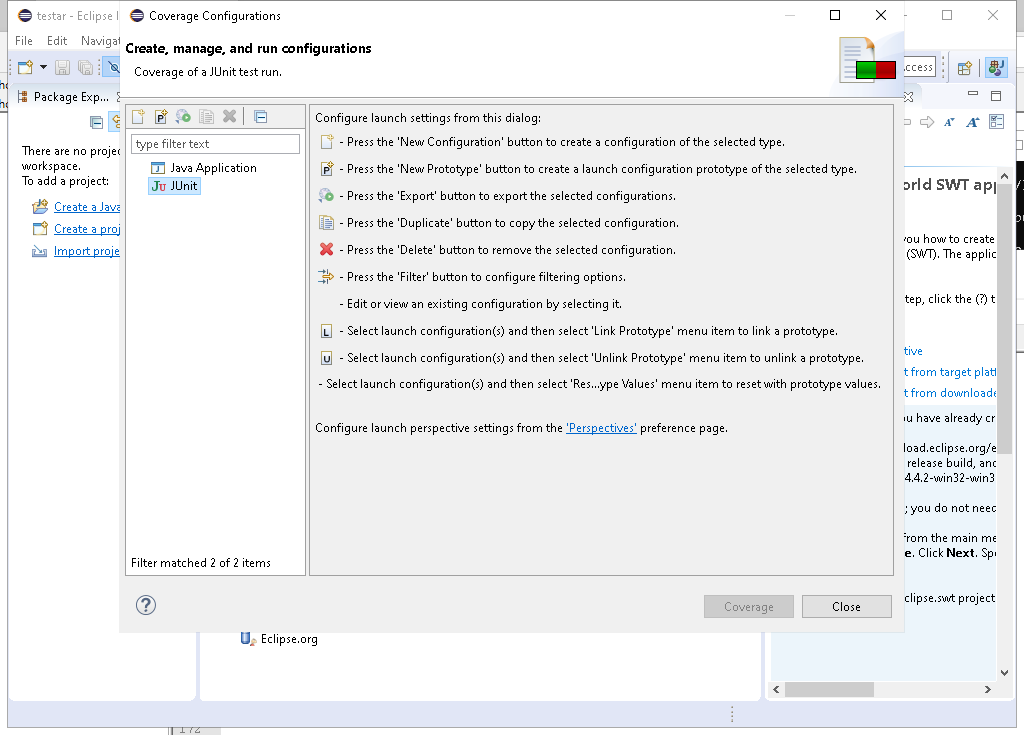 testar - Eclipse
Coverage Configurations
File Edit Navigat
Create, manage, and run configurations
Coverage of a JUnit test run.
ccess
Package Exp...
Configure launch settings from this dialog:
type filter text
- Press the 'New Configuration' button to create a configuration of the selected type.
There are no projec
workspace.
To add a project:
Java Application
P - Press the 'New Prototype' button to create a launch configuration prototype of the selected type.
Ju JUnit
orld SWT app
- Press the 'Export' button to export the selected configurations.
Create a Java
- Press the 'Duplicate' button to copy the selected configuration.
Create a proj
you how to create
- Press the 'Delete' button to remove the selected configuration.
Import proje
(SWT). The applic
- Press the 'Filter' button to configure filtering options.
- Edit or view an existing configuration by selecting it.
tep, click the (?) t
L - Select launch configuration(s) and then select 'Link Prototype' menu item to link a prototype.
U - Select launch configuration(s) and then select 'Unlink Prototype' menu item to unlink a prototype.
tive
t from target platf
- Select launch configuration(s) and then select 'Res...ype Values' menu item to reset with prototype values.
t from downloade
ou have already cr
Configure launch perspective settings from the 'Perspectives' preference page.
load.eclipse.org/e
release build, and
4.4.2-win32-win3
; you do not need
from the main me
e. Click Next. Spe
Filter matched 2 of 2 items
clipse.swt project
?
Coverage Close
Eclipse.org
172